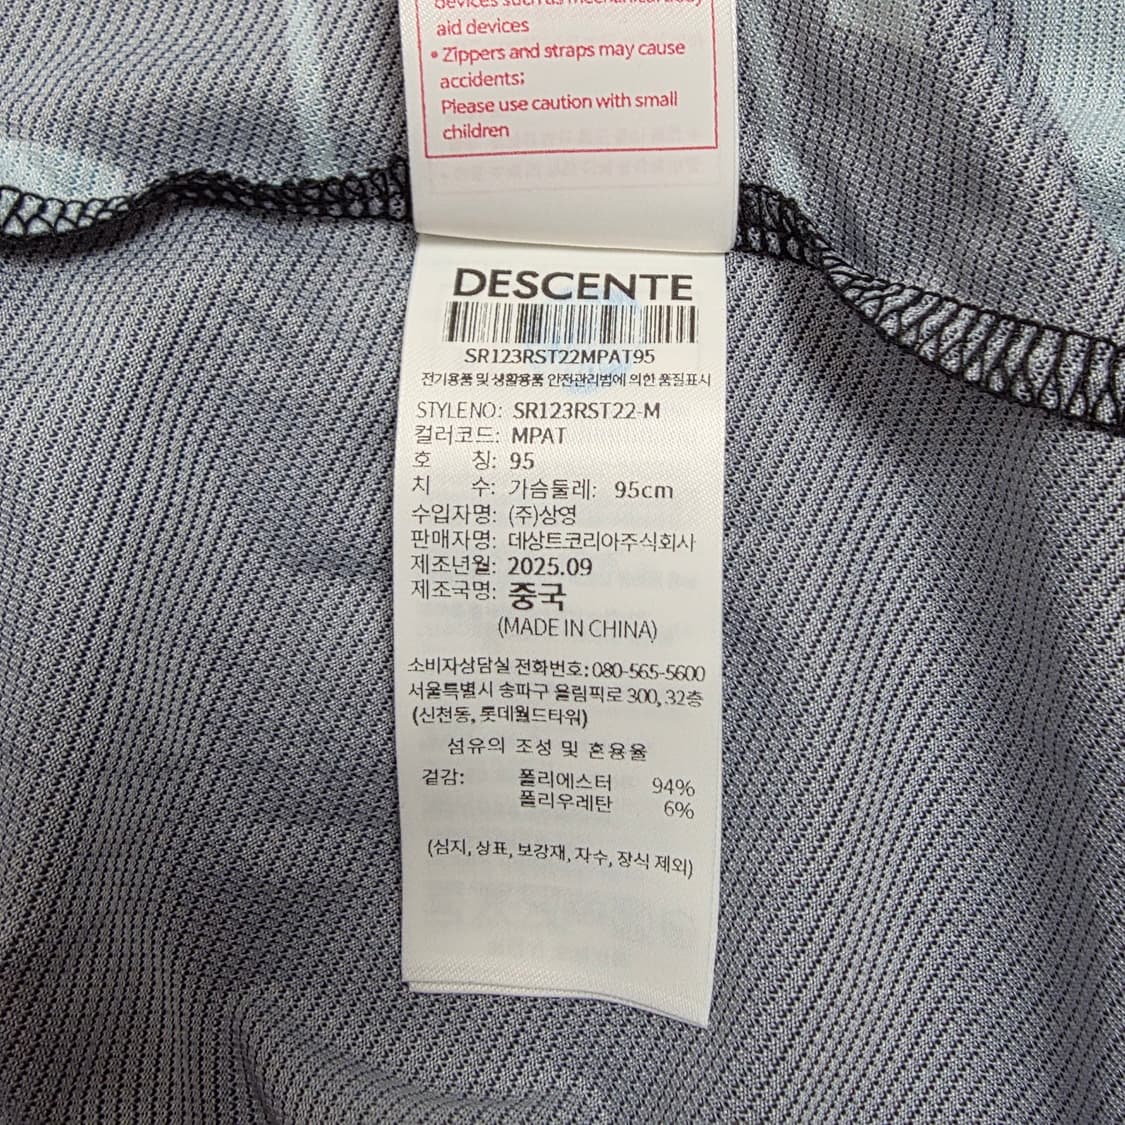 devices such as mechanical body
aid devices
• Zippers and straps may cause
accidents;
Please use caution with small
children
DESCENTE
SR123RST22MPAT95
전기용품 및 생활용품 안전관리법에 의한 품질표시
STYLE NO: SR123RST22-M
컬러코드: MPAT
호 칭: 95
치 수: 가슴둘레: 95cm
수입자명: (주)상영
판매자명: 데상트코리아주식회사
제조년월: 2025.09
제조국명: 중국
(MADE IN CHINA)
소비자상담실 전화번호: 080-565-5600
서울특별시 송파구 올림픽로 300, 32층
(신천동, 롯데월드타워)
섬유의 조성 및 혼용율
겉감: 폴리에스터 94%
폴리우레탄 6%
(심지, 상표, 보강재, 자수, 장식 제외)